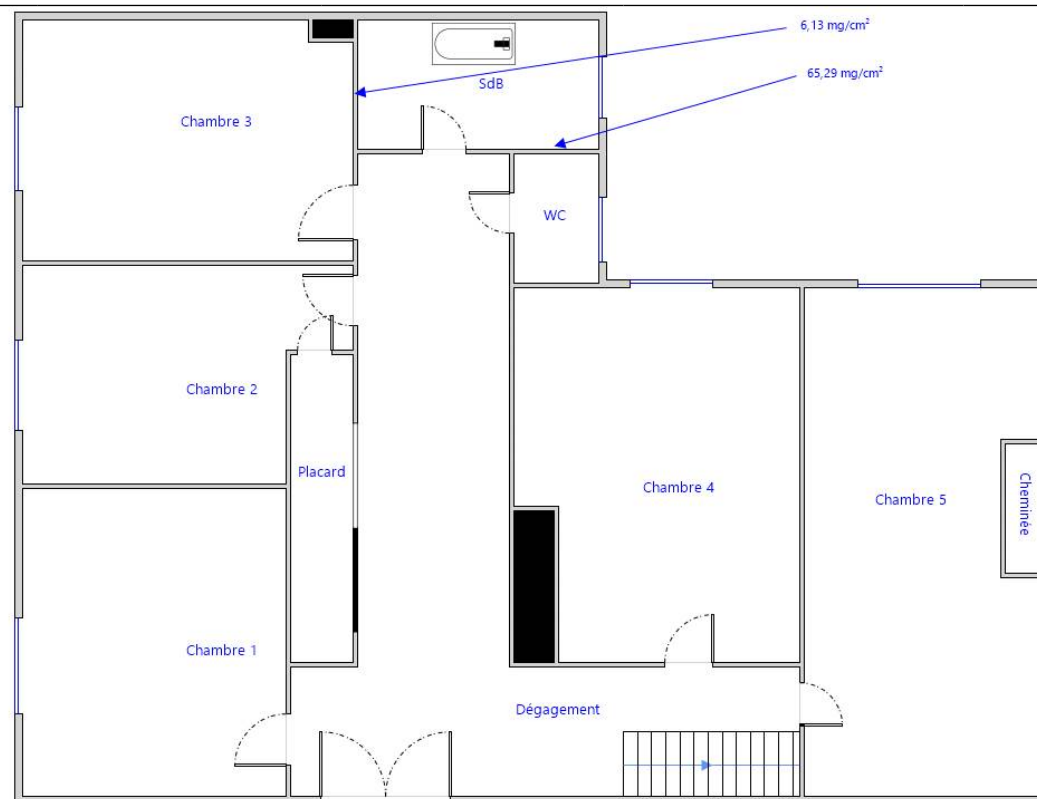 6,13 mg/cm²
65,29 mg/cm²
SdB
Chambre 3
WC
Chambre 2
Placard
Chambre 4
Chambre 5
Cheminée
Chambre 1
Dégagement